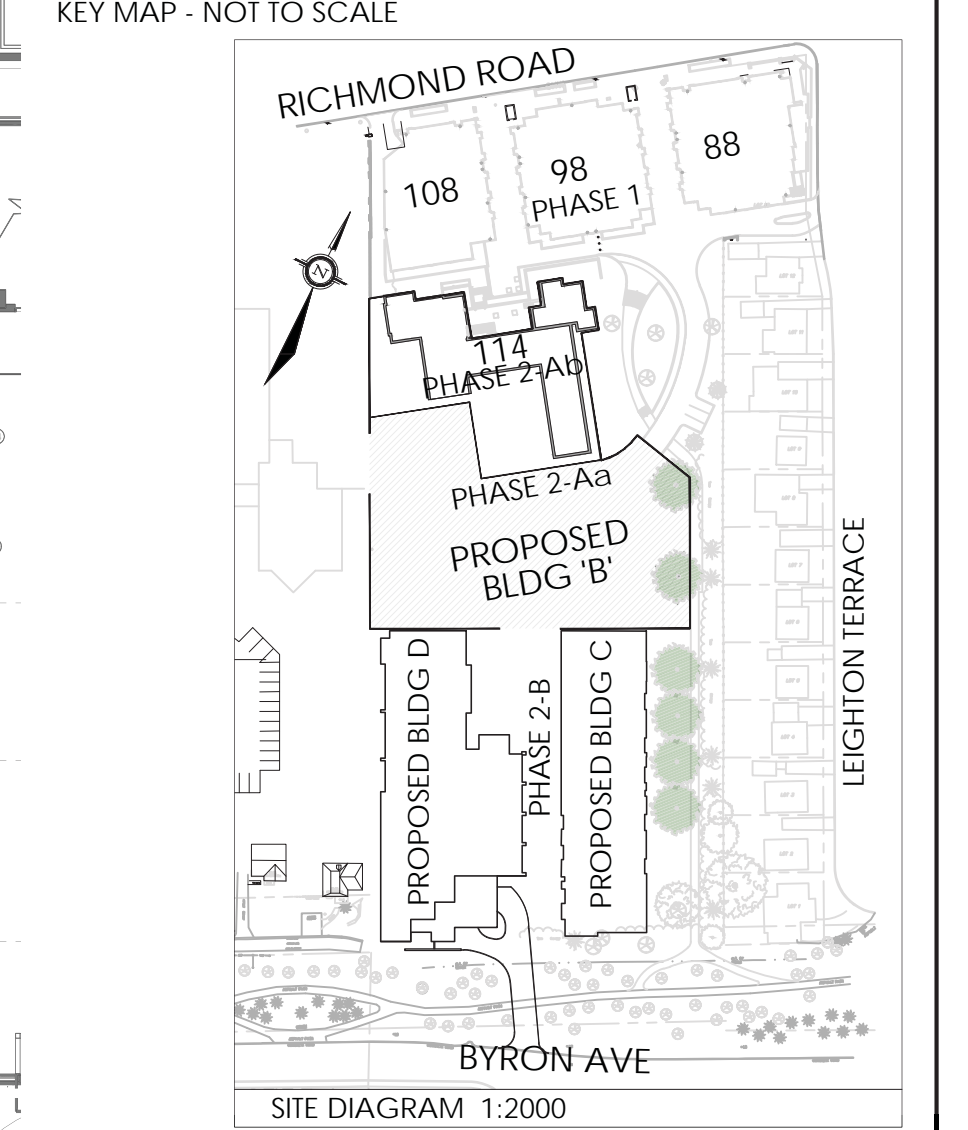 KEY MAP - NOT TO SCALE
RICHMOND ROAD
108
98
PHASE 1
88
N
114
PHASE 2-Ab
PHASE 2-Aa
PROPOSED
BLDG 'B'
PROPOSED BLDG D
PHASE 2-B
PROPOSED BLDG C
LEIGHTON TERRACE
BYRON AVE
SITE DIAGRAM 1:2000